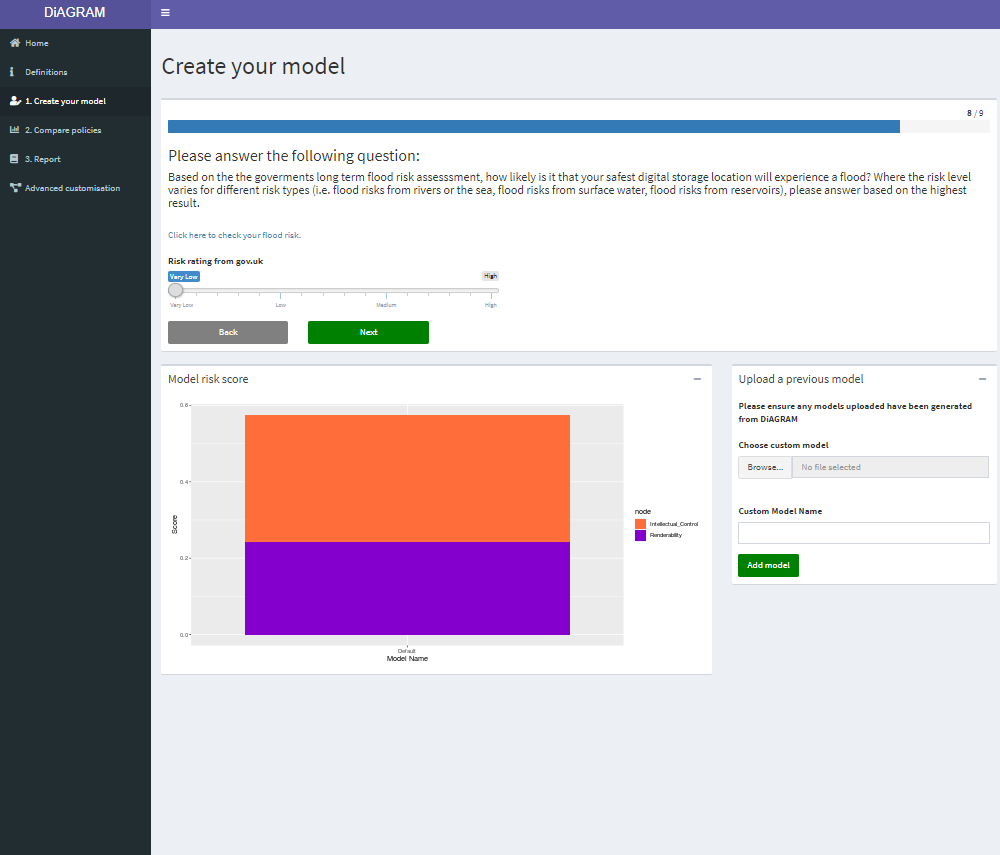 DiAGRAM
Home
Definitions
1. Create your model
2. Compare policies
3. Report
Advanced customisation
Create your model
8 / 9
Please answer the following question:
Based on the the goverments long term flood risk assesssment, how likely is it that your safest digital storage location will experience a flood? Where the risk level
varies for different risk types (i.e. flood risks from rivers or the sea, flood risks from surface water, flood risks from reservoirs), please answer based on the highest
result.
Click here to check your flood risk.
Risk rating from gov.uk
Very Low
High
Very Low Low Medium High
Back
Next
Model risk score
0.6
0.4
0.2
0.0
Score
Default
Model Name
node
Intellectual_Control
Renderability
Upload a previous model
Please ensure any models uploaded have been generated
from DiAGRAM
Choose custom model
Browse... No file selected
Custom Model Name
Add model